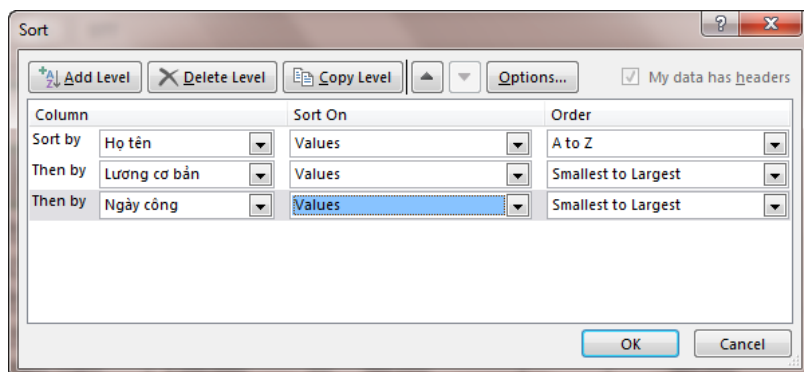 Sort
Add Level Delete Level Copy Level Options... My data has headers
Column Sort On Order
Sort by Họ tên Values A to Z
Then by Lương cơ bản Values Smallest to Largest
Then by Ngày công Values Smallest to Largest
OK Cancel